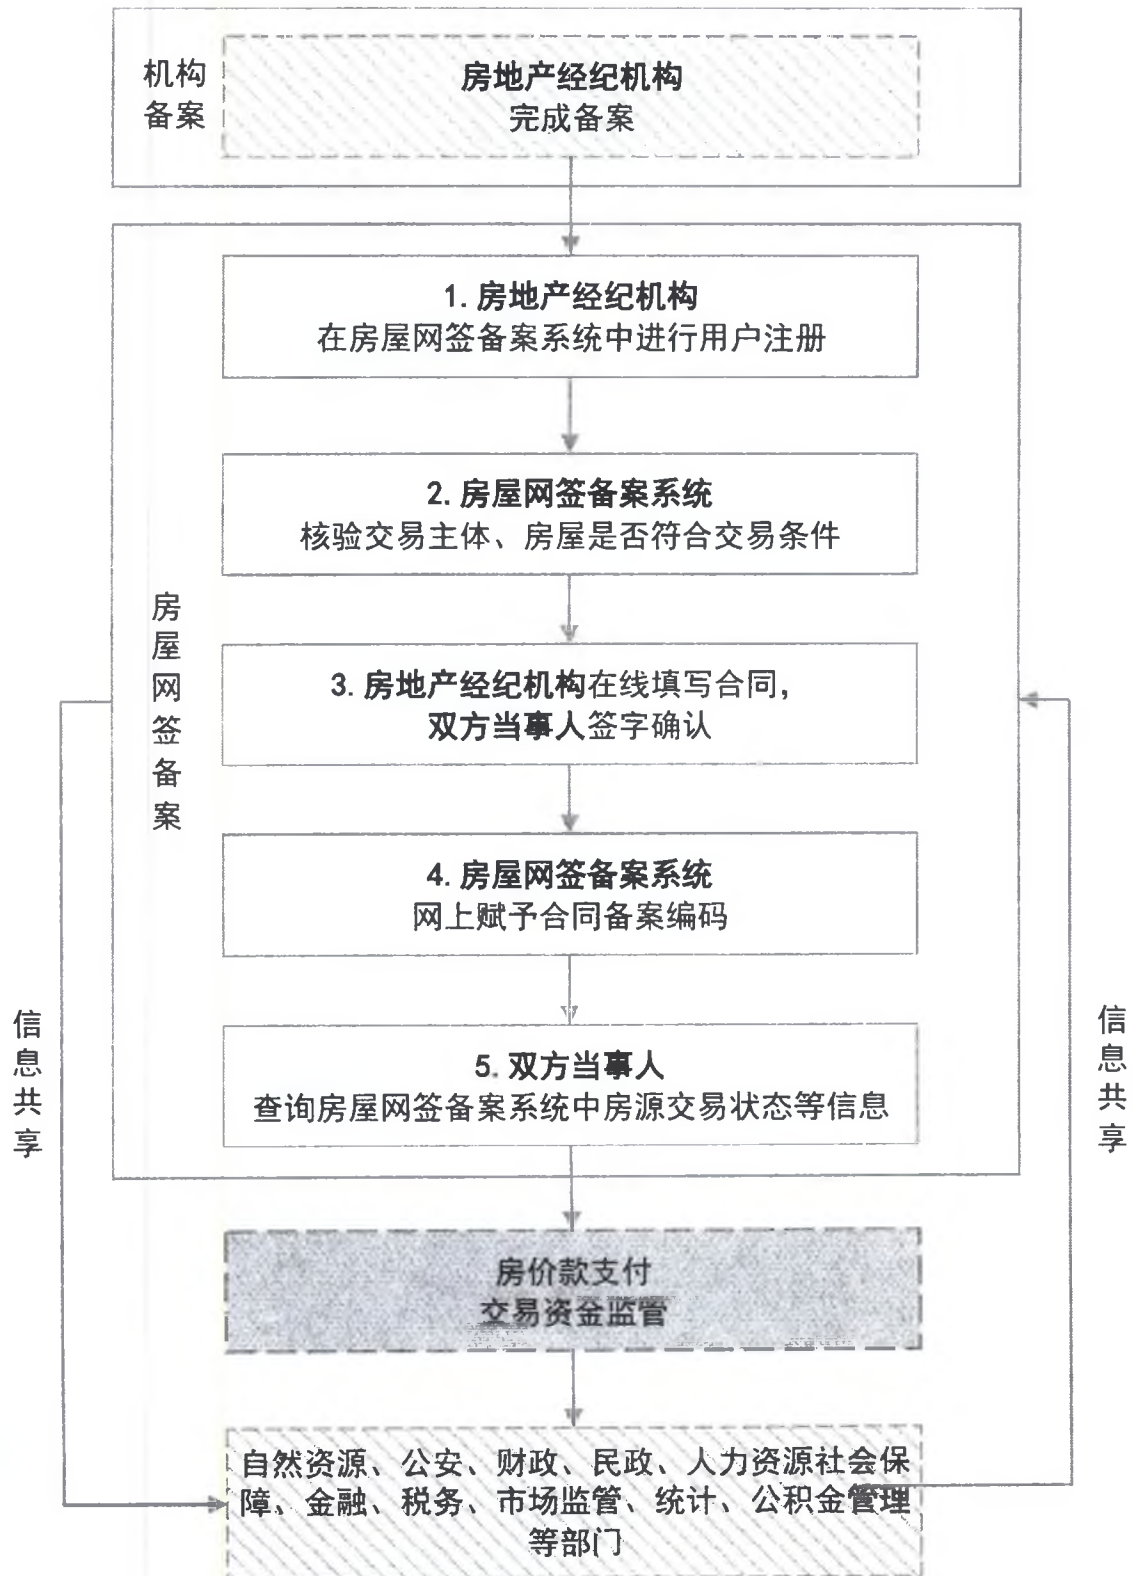 机构
备案
房地产经纪机构
完成备案
1. 房地产经纪机构
在房屋网签备案系统中进行用户注册
2. 房屋网签备案系统
核验交易主体、房屋是否符合交易条件
房屋网签备案
3. 房地产经纪机构在线填写合同，
双方当事人签字确认
4. 房屋网签备案系统
网上赋予合同备案编码
5. 双方当事人
查询房屋网签备案系统中房源交易状态等信息
信息共享
信息共享
房价款支付
交易资金监管
自然资源、公安、财政、民政、人力资源社会保
障、金融、税务、市场监管、统计、公积金管理
等部门